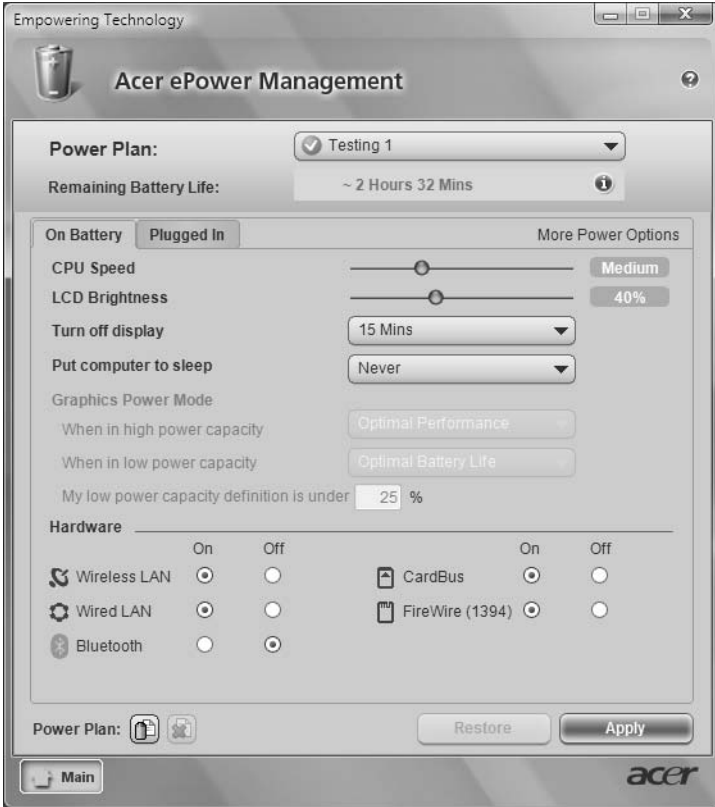 Empowering Technology
Acer ePower Management
Power Plan: Testing 1
Remaining Battery Life: ~ 2 Hours 32 Mins
On Battery Plugged In More Power Options
CPU Speed Medium
LCD Brightness 40%
Turn off display 15 Mins
Put computer to sleep Never
Graphics Power Mode
When in high power capacity Optimal Performance
When in low power capacity Optimal Battery Life
My low power capacity definition is under 25 %
Hardware
On Off On Off
Wireless LAN CardBus
Wired LAN FireWire (1394)
Bluetooth
Power Plan: Restore Apply
Main acer